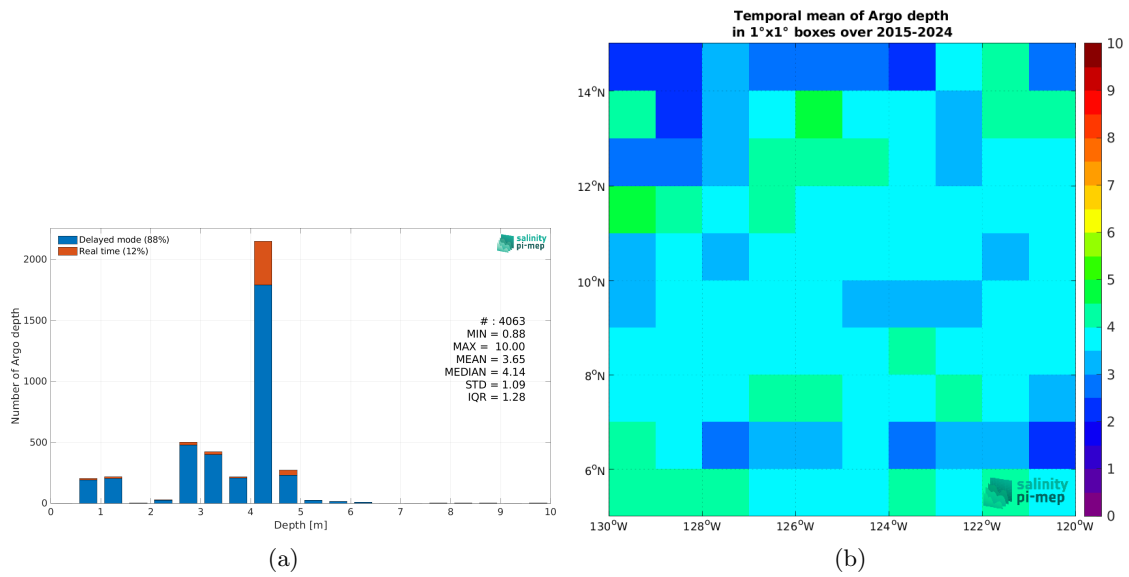 Delayed mode (88%)
Real time (12%)
salinity
pi-mep
# : 4063
MIN = 0.88
MAX = 10.00
MEAN = 3.65
MEDIAN = 4.14
STD = 1.09
IQR = 1.28
Number of Argo depth
2000
1500
1000
500
0
0 1 2 3 4 5 6 7 8 9 10
Depth [m]
(a)
Temporal mean of Argo depth
in 1°x1° boxes over 2015-2024
14°N
12°N
10°N
8°N
6°N
130°W 128°W 126°W 124°W 122°W 120°W
salinity
pi-mep
10
9
8
7
6
5
4
3
2
1
0
(b)